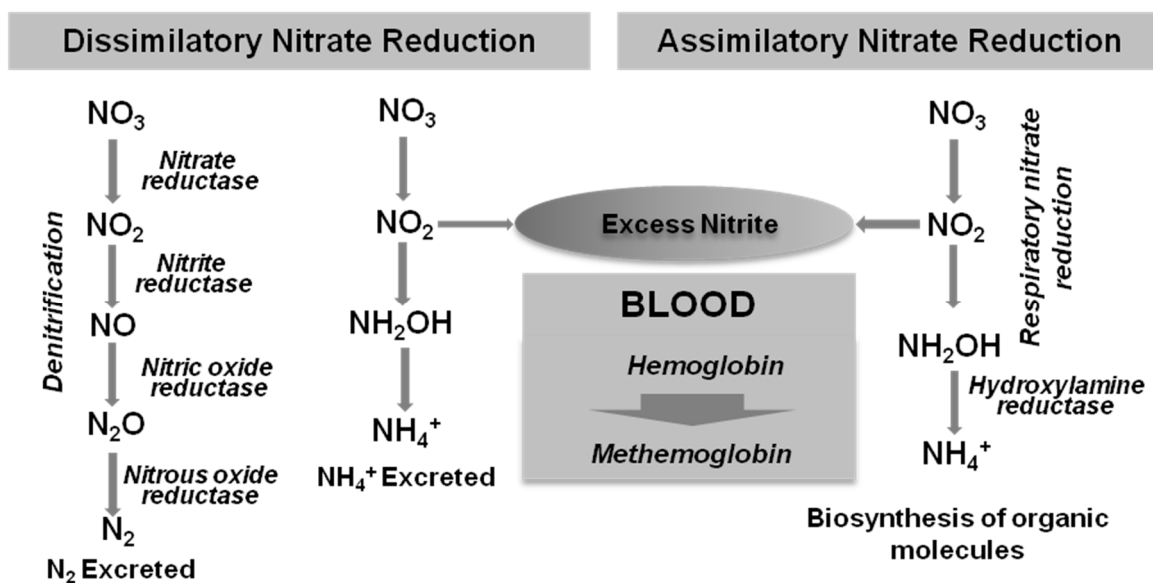 Dissimilatory Nitrate Reduction
Assimilatory Nitrate Reduction
Denitrification
NO₃
Nitrate
reductase
NO₂
Nitrite
reductase
NO
Nitric oxide
reductase
N₂O
Nitrous oxide
reductase
N₂
N₂ Excreted
NO₃
NO₂
NH₂OH
NH₄⁺
NH₄⁺ Excreted
Excess Nitrite
BLOOD
Hemoglobin
Methemoglobin
NO₃
Respiratory nitrate
reduction
NO₂
NH₂OH
Hydroxylamine
reductase
NH₄⁺
Biosynthesis of organic
molecules